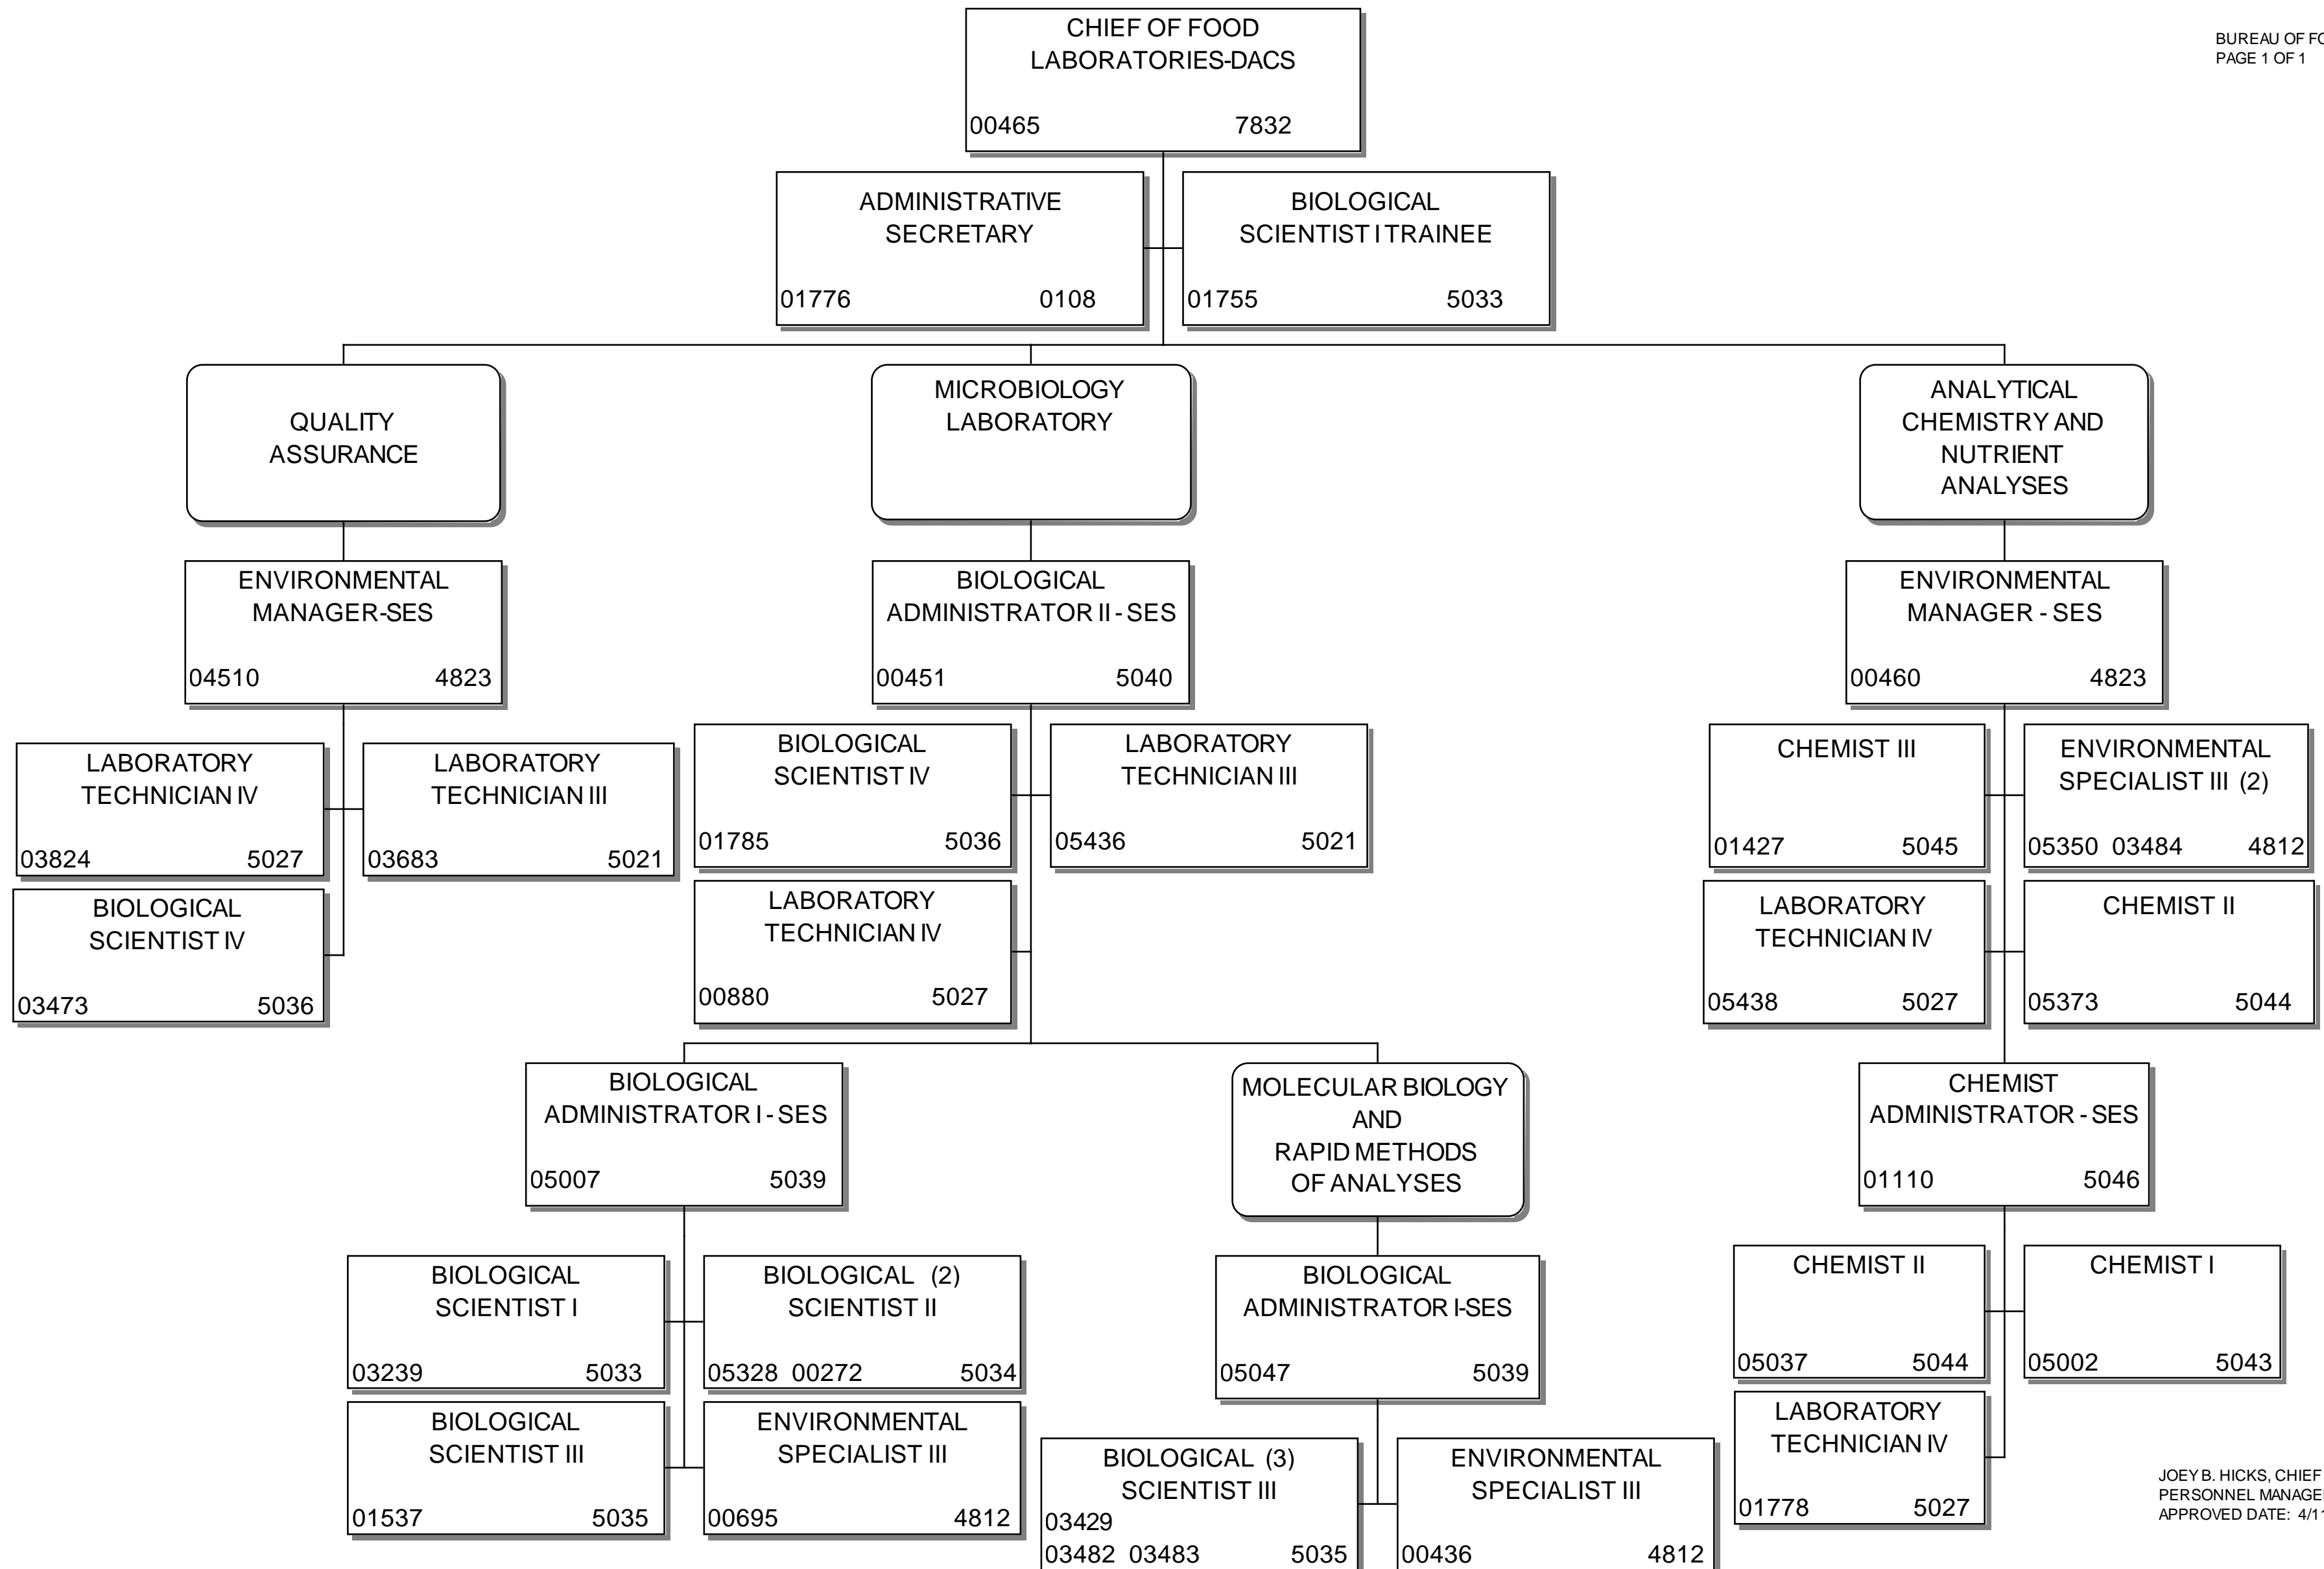 CHIEF OF FOOD
LABORATORIES-DACS
00465 7832
BUREAU OF
PAGE 1 OF 1
ADMINISTRATIVE
SECRETARY
01776 0108
BIOLOGICAL
SCIENTIST I TRAINEE
01755 5033
QUALITY
ASSURANCE
MICROBIOLOGY
LABORATORY
ANALYTICAL
CHEMISTRY AND
NUTRIENT
ANALYSES
ENVIRONMENTAL
MANAGER-SES
04510 4823
BIOLOGICAL
ADMINISTRATOR II - SES
00451 5040
ENVIRONMENTAL
MANAGER - SES
00460 4823
LABORATORY
TECHNICIAN IV
03824 5027
LABORATORY
TECHNICIAN III
03683 5021
BIOLOGICAL
SCIENTIST IV
03473 5036
BIOLOGICAL
SCIENTIST IV
01785 5036
LABORATORY
TECHNICIAN III
05436 5021
LABORATORY
TECHNICIAN IV
00880 5027
CHEMIST III
01427 5045
ENVIRONMENTAL
SPECIALIST III (2)
05350 03484 4812
LABORATORY
TECHNICIAN IV
05438 5027
CHEMIST II
05373 5044
BIOLOGICAL
ADMINISTRATOR I - SES
05007 5039
MOLECULAR BIOLOGY
AND
RAPID METHODS
OF ANALYSES
CHEMIST
ADMINISTRATOR - SES
01110 5046
BIOLOGICAL
SCIENTIST I
03239 5033
BIOLOGICAL (2)
SCIENTIST II
05328 00272 5034
BIOLOGICAL
SCIENTIST III
01537 5035
ENVIRONMENTAL
SPECIALIST III
00695 4812
BIOLOGICAL
ADMINISTRATOR I-SES
05047 5039
BIOLOGICAL (3)
SCIENTIST III
03429
03482 03483 5035
ENVIRONMENTAL
SPECIALIST III
00436 4812
CHEMIST II
05037 5044
CHEMIST I
05002 5043
LABORATORY
TECHNICIAN IV
01778 5027
JOEY B. HICKS, CHIEF
PERSONNEL
APPROVED DATE: 4/11